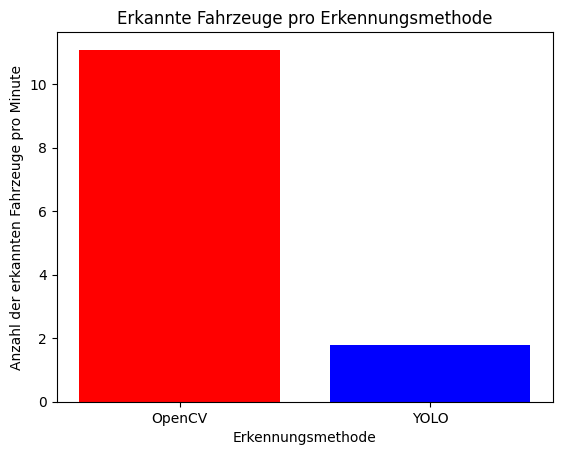 Erkannte Fahrzeuge pro Erkennungsmethode
Anzahl der erkannten Fahrzeuge pro Minute
10
8
6
4
2
0
OpenCV
YOLO
Erkennungsmethode